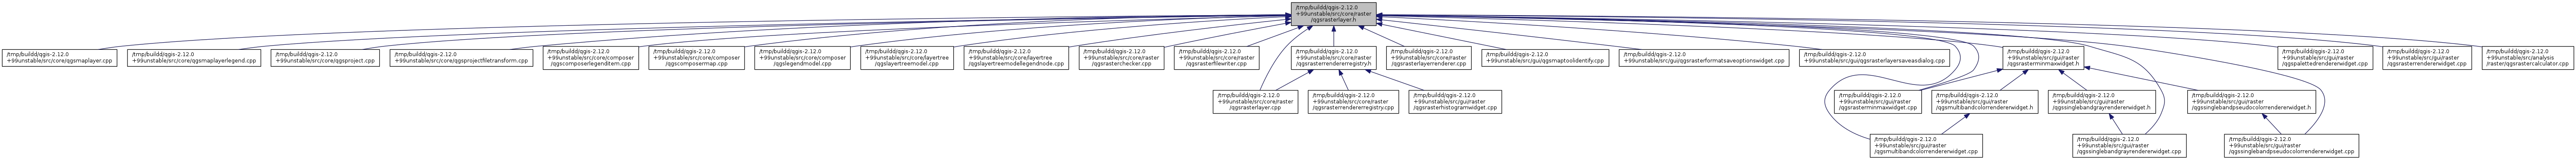 /tmp/buildd/qgis-2.12.0
+99unstable/src/core/raster
/qgsrasterlayer.h
/tmp/buildd/qgis-2.12.0
+99unstable/src/core/qgsmaplayer.cpp
/tmp/buildd/qgis-2.12.0
+99unstable/src/core/qgsmaplayerlegend.cpp
/tmp/buildd/qgis-2.12.0
+99unstable/src/core/qgsproject.cpp
/tmp/buildd/qgis-2.12.0
+99unstable/src/core/qgsprojectfiletransform.cpp
/tmp/buildd/qgis-2.12.0
+99unstable/src/core/composer
/qgscomposerlegenditem.cpp
/tmp/buildd/qgis-2.12.0
+99unstable/src/core/composer
/qgscomposermap.cpp
/tmp/buildd/qgis-2.12.0
+99unstable/src/core/composer
/qgslegendmodel.cpp
/tmp/buildd/qgis-2.12.0
+99unstable/src/core/layertree
/qgslayertreemodel.cpp
/tmp/buildd/qgis-2.12.0
+99unstable/src/core/layertree
/qgslayertreemodellegendnode.cpp
/tmp/buildd/qgis-2.12.0
+99unstable/src/core/raster
/qgsrasterchecker.cpp
/tmp/buildd/qgis-2.12.0
+99unstable/src/core/raster
/qgsrasterfilewriter.cpp
/tmp/buildd/qgis-2.12.0
+99unstable/src/core/raster
/qgsrasterrendererregistry.h
/tmp/buildd/qgis-2.12.0
+99unstable/src/core/raster
/qgsrasterlayerrenderer.cpp
/tmp/buildd/qgis-2.12.0
+99unstable/src/gui/qgsmaptoolidentify.cpp
/tmp/buildd/qgis-2.12.0
+99unstable/src/gui/qgsrasterformatsaveoptionswidget.cpp
/tmp/buildd/qgis-2.12.0
+99unstable/src/gui/qgsrasterlayersaveasdialog.cpp
/tmp/buildd/qgis-2.12.0
+99unstable/src/gui/raster
/qgsrasterminmaxwidget.h
/tmp/buildd/qgis-2.12.0
+99unstable/src/gui/raster
/qgspalettedrendererwidget.cpp
/tmp/buildd/qgis-2.12.0
+99unstable/src/gui/raster
/qgsrasterrendererwidget.cpp
/tmp/buildd/qgis-2.12.0
+99unstable/src/analysis
/raster/qgsrastercalculator.cpp
/tmp/buildd/qgis-2.12.0
+99unstable/src/core/raster
/qgsrasterlayer.cpp
/tmp/buildd/qgis-2.12.0
+99unstable/src/core/raster
/qgsrasterrendererregistry.cpp
/tmp/buildd/qgis-2.12.0
+99unstable/src/gui/raster
/qgsrasterhistogramwidget.cpp
/tmp/buildd/qgis-2.12.0
+99unstable/src/gui/raster
/qgsrasterminmaxwidget.cpp
/tmp/buildd/qgis-2.12.0
+99unstable/src/gui/raster
/qgsmultibandcolorrendererwidget.h
/tmp/buildd/qgis-2.12.0
+99unstable/src/gui/raster
/qgssinglebandgrayrendererwidget.h
/tmp/buildd/qgis-2.12.0
+99unstable/src/gui/raster
/qgssinglebandpseudocolorrendererwidget.h
/tmp/buildd/qgis-2.12.0
+99unstable/src/gui/raster
/qgsmultibandcolorrendererwidget.cpp
/tmp/buildd/qgis-2.12.0
+99unstable/src/gui/raster
/qgssinglebandgrayrendererwidget.cpp
/tmp/buildd/qgis-2.12.0
+99unstable/src/gui/raster
/qgssinglebandpseudocolorrendererwidget.cpp